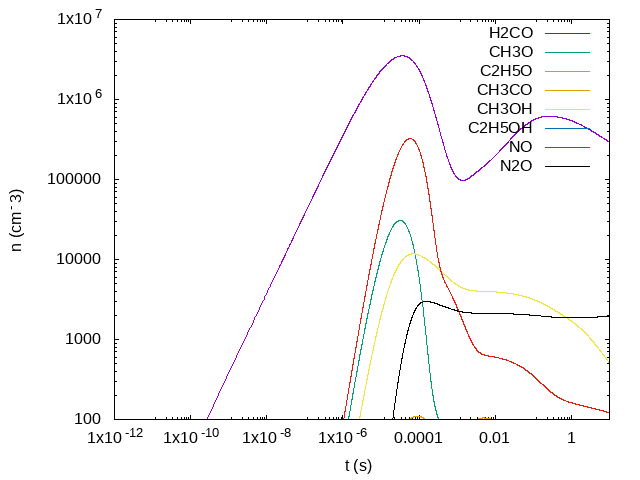 1x10^7
1x10^6
100000
10000
1000
100
n (cm^-3)
H2CO
CH3O
C2H5O
CH3CO
CH3OH
C2H5OH
NO
N2O
1x10^-12 1x10^-10 1x10^-8 1x10^-6 0.0001 0.01 1
t (s)